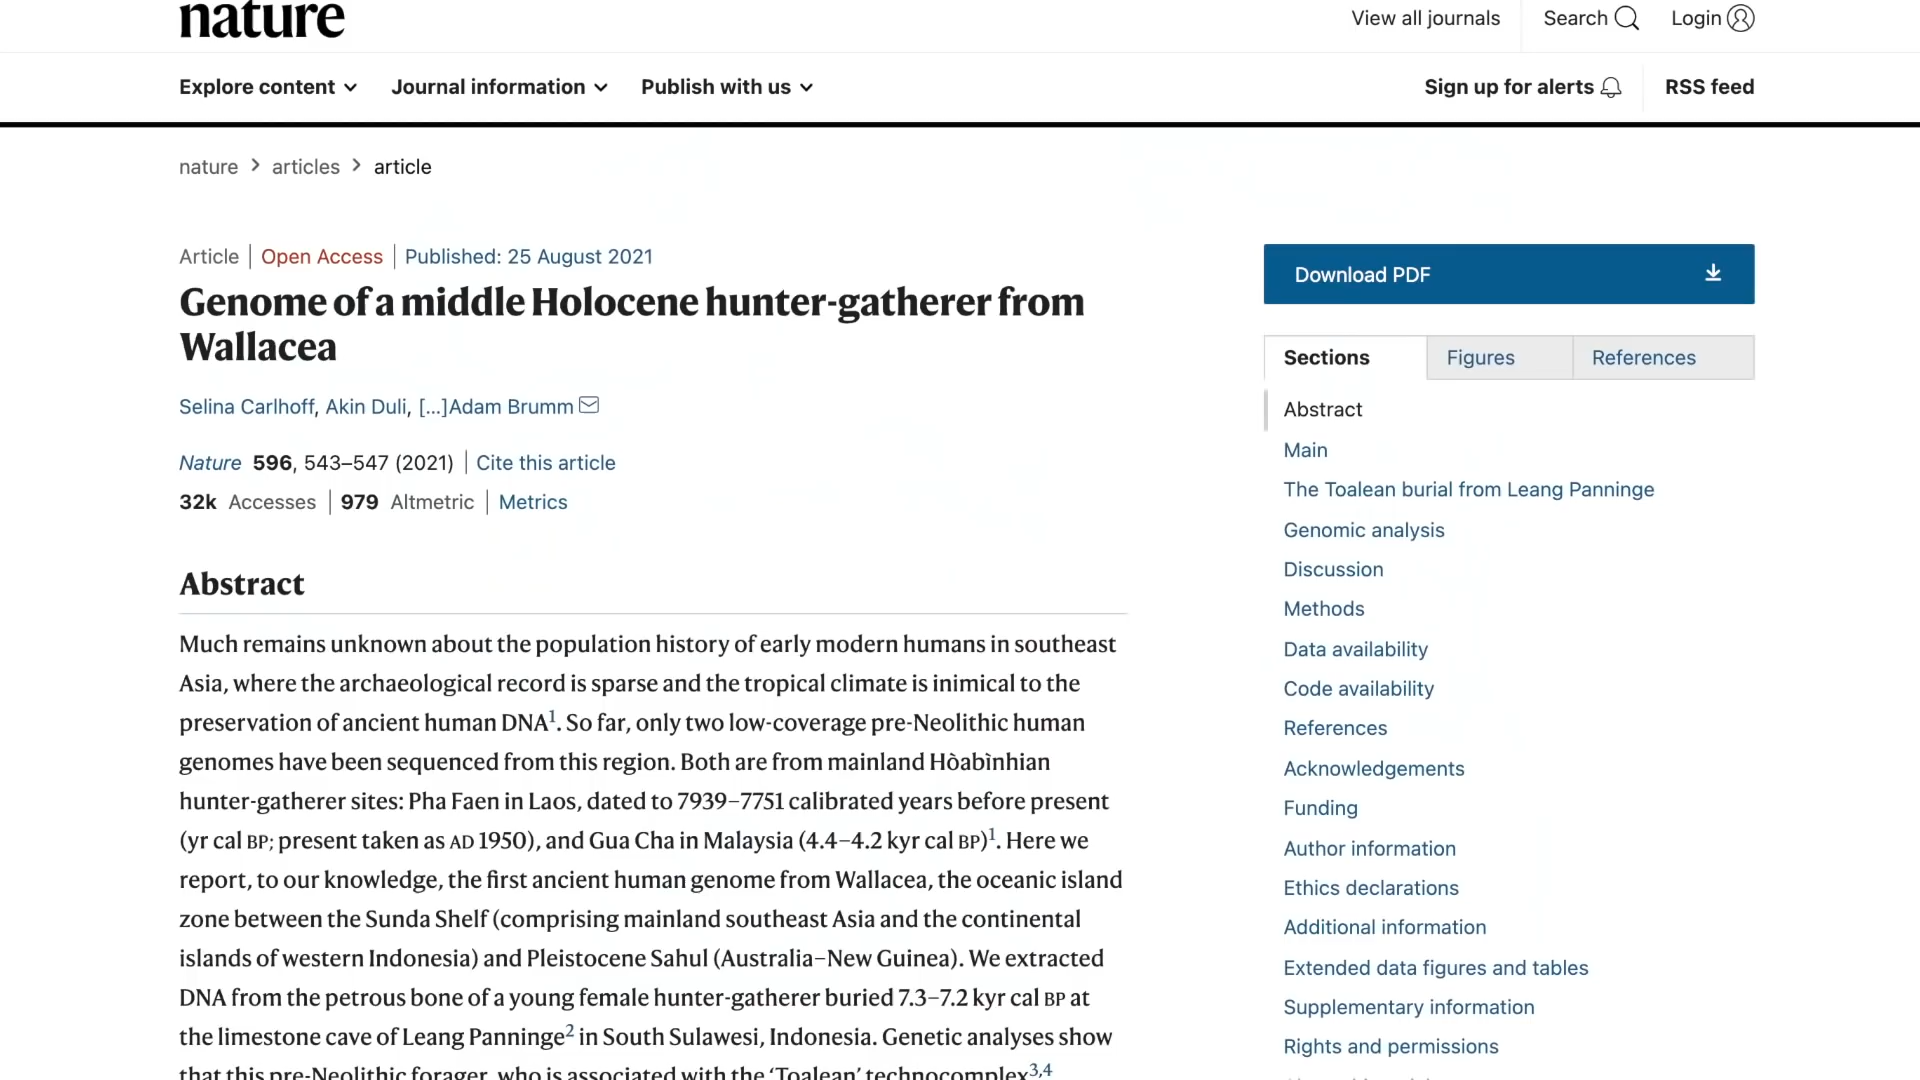 nature
View all journals
Search
Login
Explore content
Journal information
Publish with us
Sign up for alerts
RSS feed
nature > articles > article
Article | Open Access | Published: 25 August 2021
Genome of a middle Holocene hunter-gatherer from
Wallacea
Selina Carlhoff, Akin Duli, [...]Adam Brumm
Nature 596, 543–547 (2021) | Cite this article
32k Accesses | 979 Altmetric | Metrics
Abstract
Much remains unknown about the population history of early modern humans in southeast
Asia, where the archaeological record is sparse and the tropical climate is inimical to the
preservation of ancient human DNA1. So far, only two low-coverage pre-Neolithic human
genomes have been sequenced from this region. Both are from mainland Hòabìnhian
hunter-gatherer sites: Pha Faen in Laos, dated to 7939–7751 calibrated years before present
(yr cal BP; present taken as AD 1950), and Gua Cha in Malaysia (4.4–4.2 kyr cal BP)1. Here we
report, to our knowledge, the first ancient human genome from Wallacea, the oceanic island
zone between the Sunda Shelf (comprising mainland southeast Asia and the continental
islands of western Indonesia) and Pleistocene Sahul (Australia–New Guinea). We extracted
DNA from the petrous bone of a young female hunter-gatherer buried 7.3–7.2 kyr cal BP at
the limestone cave of Leang Panninge2 in South Sulawesi, Indonesia. Genetic analyses show
that this pre-Neolithic forager, who is associated with the ‘Toalean’ technocomplex3,4
Download PDF
Sections
Figures
References
Abstract
Main
The Toalean burial from Leang Panninge
Genomic analysis
Discussion
Methods
Data availability
Code availability
References
Acknowledgements
Funding
Author information
Ethics declarations
Additional information
Extended data figures and tables
Supplementary information
Rights and permissions